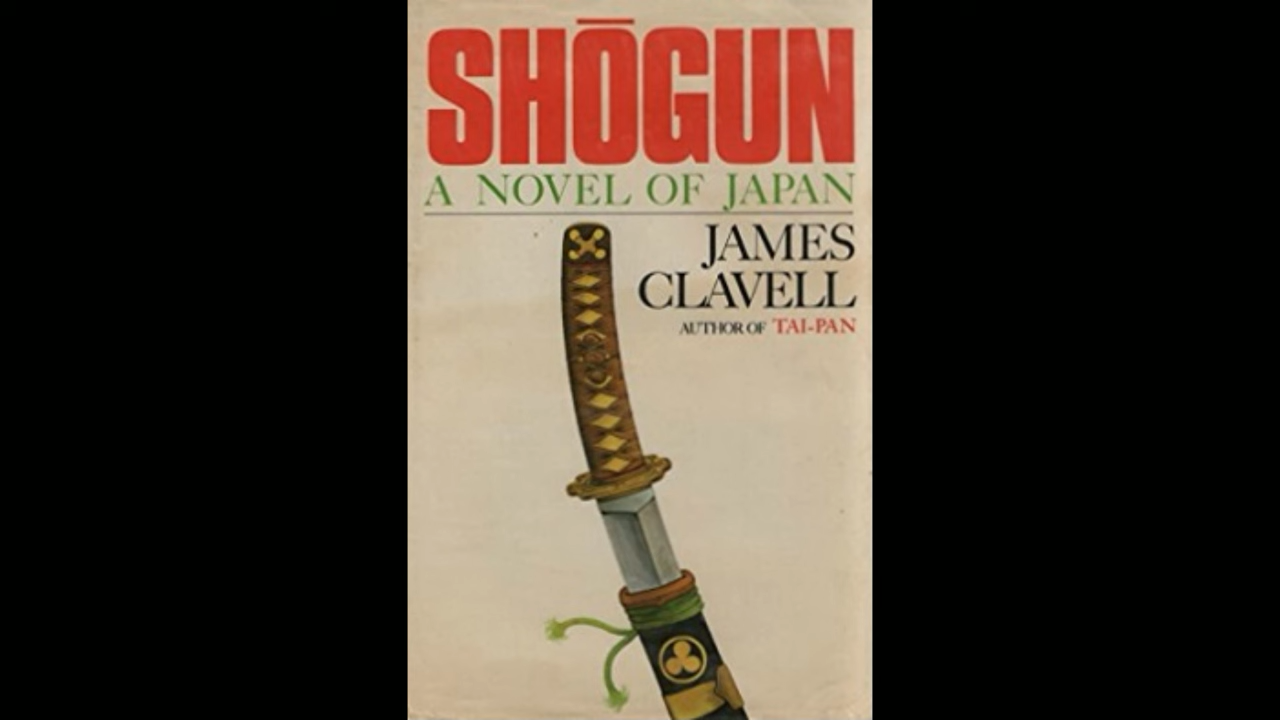 SHŌGUN
A NOVEL OF JAPAN
JAMES
CLAVELL
AUTHOR OF TAI-PAN